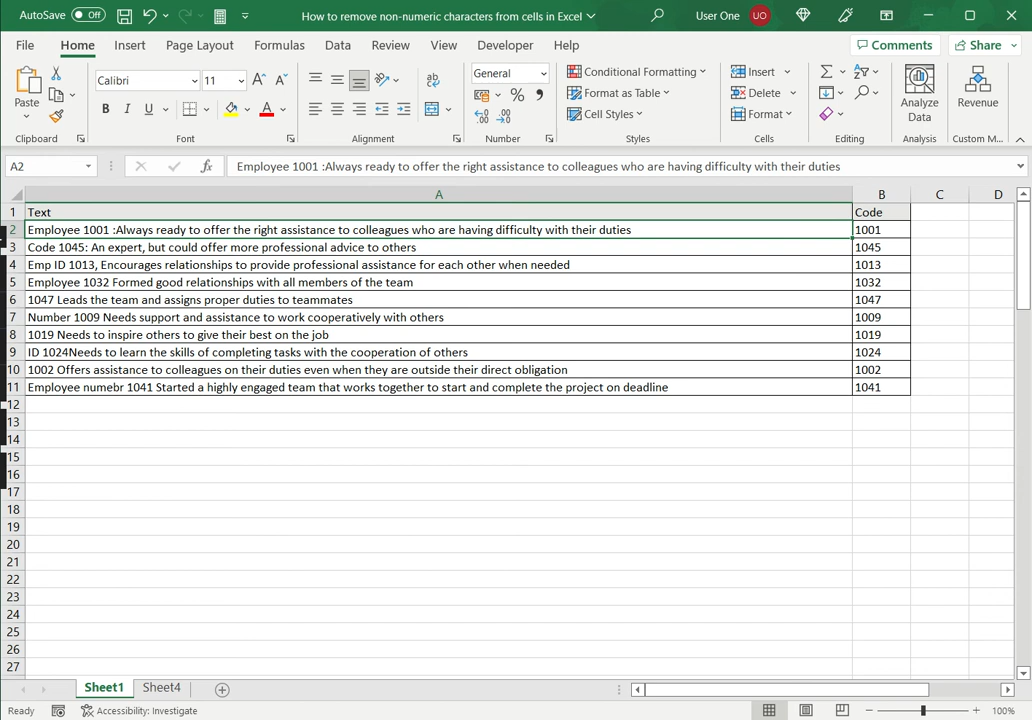 AutoSave Off How to remove non-numeric characters from cells in Excel User One UO
File Home Insert Page Layout Formulas Data Review View Developer Help Comments Share
Paste Calibri 11 General Conditional Formatting Insert Analyze Data Revenue
B I U Format as Table Delete
Cell Styles Format
Clipboard Font Alignment Number Styles Cells Editing Analysis Custom M...
A2 fx Employee 1001 :Always ready to offer the right assistance to colleagues who are having difficulty with their duties
A B C D
1 Text Code
2 Employee 1001 :Always ready to offer the right assistance to colleagues who are having difficulty with their duties 1001
3 Code 1045: An expert, but could offer more professional advice to others 1045
4 Emp ID 1013, Encourages relationships to provide professional assistance for each other when needed 1013
5 Employee 1032 Formed good relationships with all members of the team 1032
6 1047 Leads the team and assigns proper duties to teammates 1047
7 Number 1009 Needs support and assistance to work cooperatively with others 1009
8 1019 Needs to inspire others to give their best on the job 1019
9 ID 1024Needs to learn the skills of completing tasks with the cooperation of others 1024
10 1002 Offers assistance to colleagues on their duties even when they are outside their direct obligation 1002
11 Employee numebr 1041 Started a highly engaged team that works together to start and complete the project on deadline 1041
12
13
14
15
16
17
18
19
20
21
22
23
24
25
26
27
Sheet1 Sheet4
Ready Accessibility: Investigate 100%